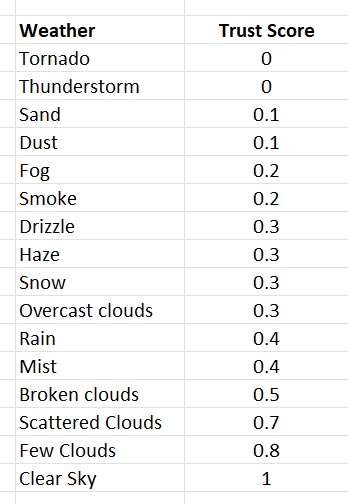 Weather Trust Score
Tornado 0
Thunderstorm 0
Sand 0.1
Dust 0.1
Fog 0.2
Smoke 0.2
Drizzle 0.3
Haze 0.3
Snow 0.3
Overcast clouds 0.3
Rain 0.4
Mist 0.4
Broken clouds 0.5
Scattered Clouds 0.7
Few Clouds 0.8
Clear Sky 1